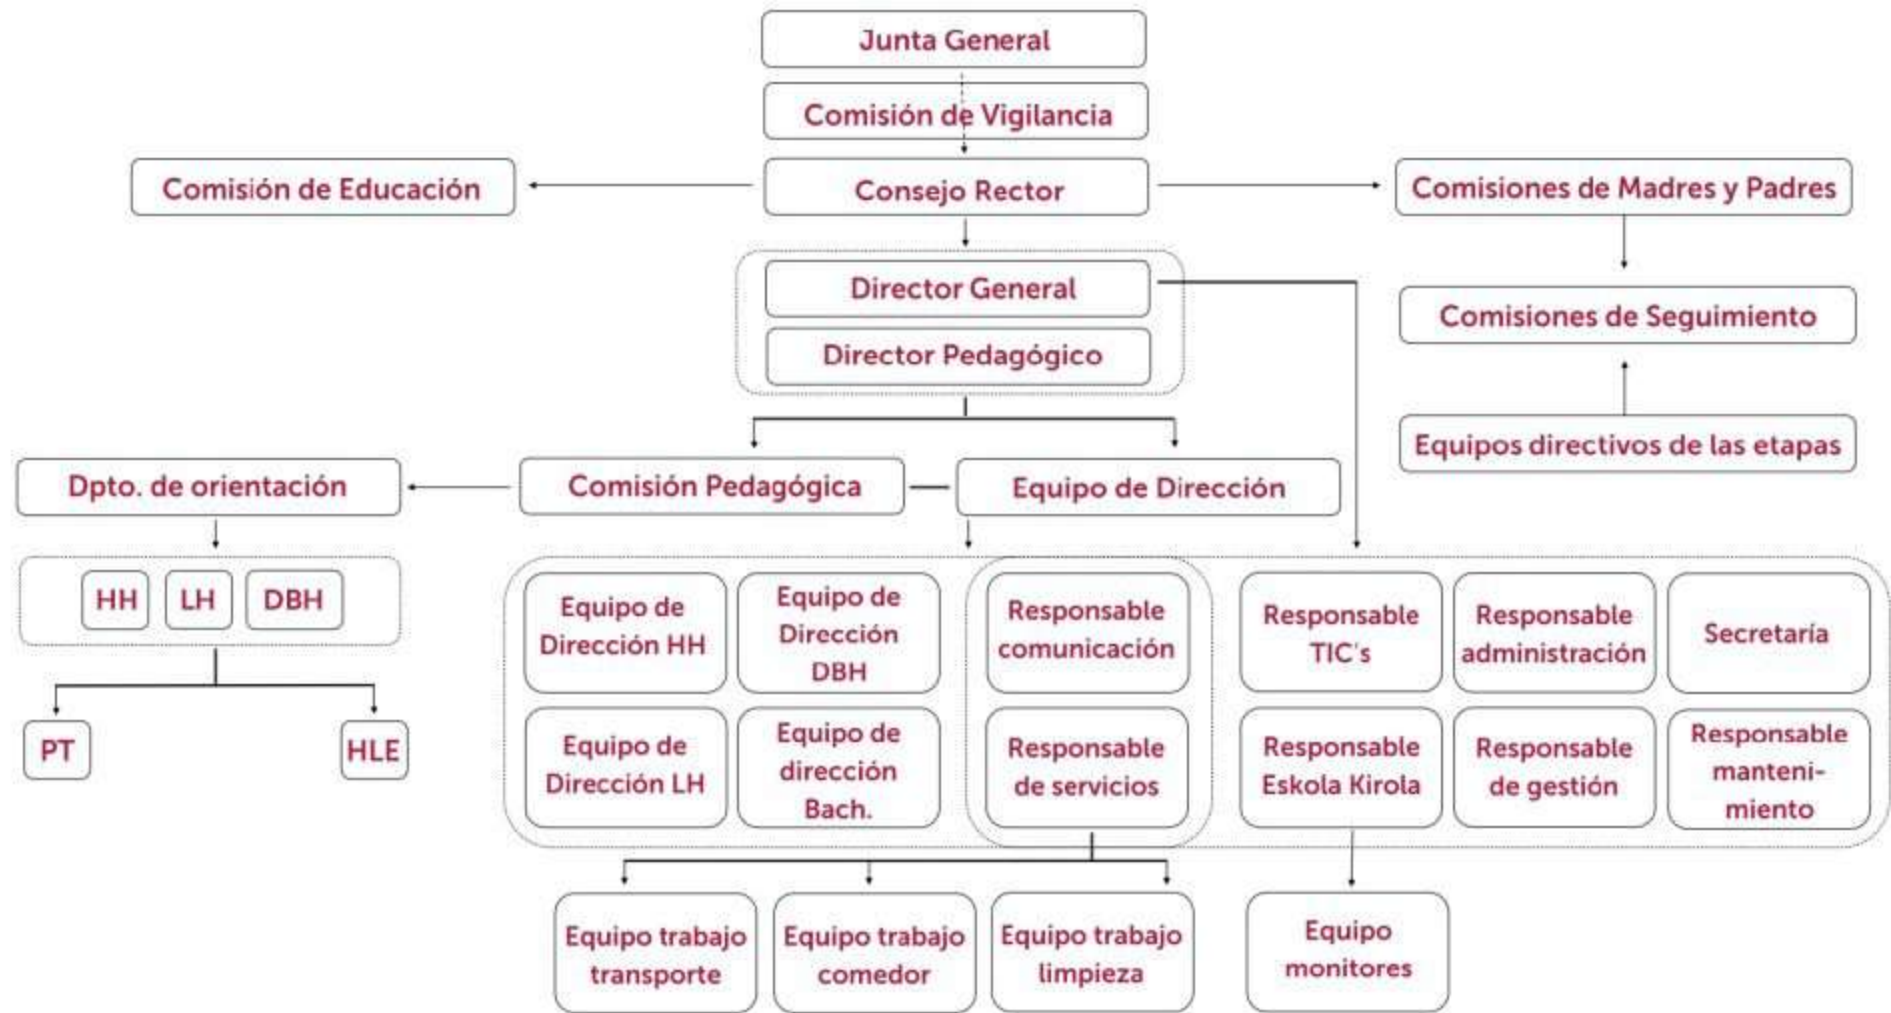 Junta General
Comisión de Vigilancia
Comisión de Educación
Consejo Rector
Comisiones de Madres y Padres
Director General
Comisiones de Seguimiento
Director Pedagógico
Equipos directivos de las etapas
Dpto. de orientación
Comisión Pedagógica
Equipo de Dirección
HH
LH
DBH
Equipo de
Dirección HH
Equipo de
Dirección
DBH
Responsable
comunicación
Responsable
TIC's
Responsable
administración
Secretaría
PT
HLE
Equipo de
Dirección LH
Equipo de
dirección
Bach.
Responsable
de servicios
Responsable
Eskola Kirola
Responsable
de gestión
Responsable
manteni-
miento
Equipo trabajo
transporte
Equipo trabajo
comedor
Equipo trabajo
limpieza
Equipo
monitores